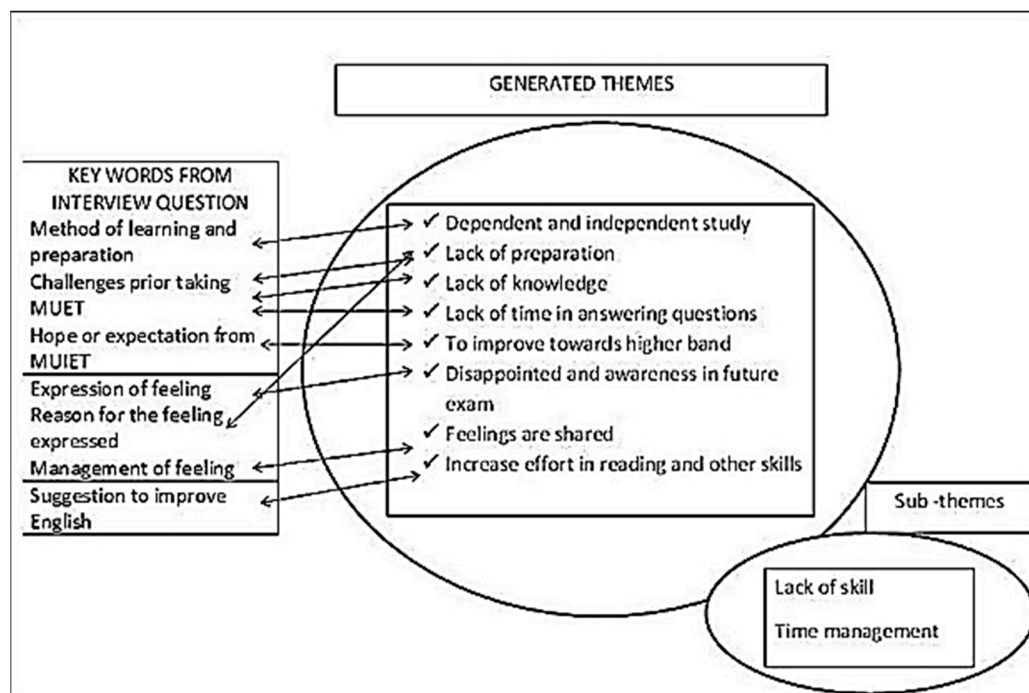 GENERATED THEMES
KEY WORDS FROM
INTERVIEW QUESTION
Method of learning and
preparation
Challenges prior taking
MUET
Hope or expectation from
MUIET
Expression of feeling
Reason for the feeling
expressed
Management of feeling
Suggestion to improve
English
✓ Dependent and independent study
✓ Lack of preparation
✓ Lack of knowledge
✓ Lack of time in answering questions
✓ To improve towards higher band
✓ Disappointed and awareness in future
exam
✓ Feelings are shared
✓ Increase effort in reading and other skills
Sub -themes
Lack of skill
Time management